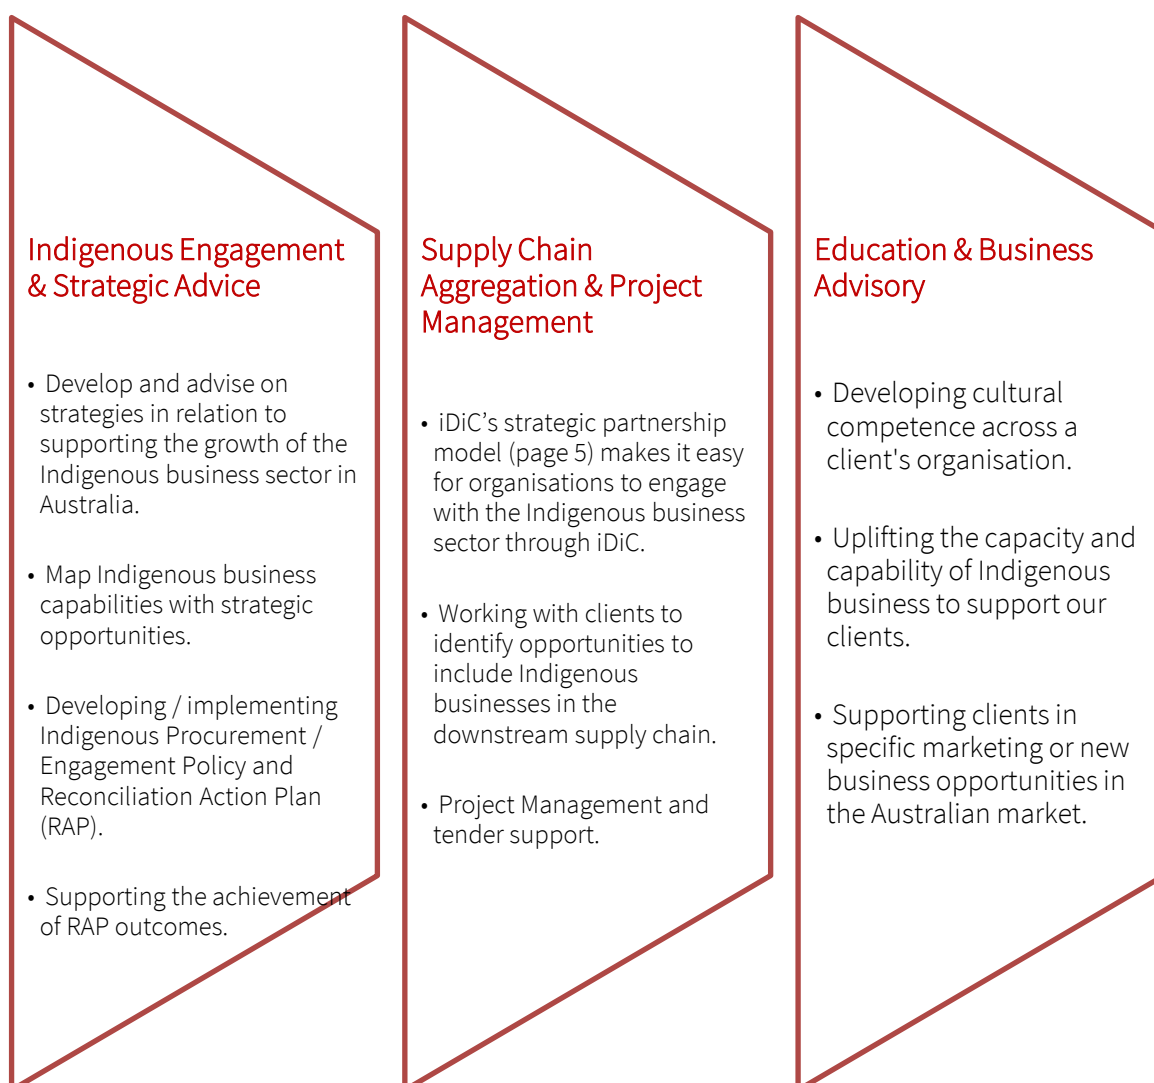 Indigenous Engagement
& Strategic Advice
• Develop and advise on
strategies in relation to
supporting the growth of the
Indigenous business sector in
Australia.
• Map Indigenous business
capabilities with strategic
opportunities.
• Developing / implementing
Indigenous Procurement /
Engagement Policy and
Reconciliation Action Plan
(RAP).
• Supporting the achievement
of RAP outcomes.
Supply Chain
Aggregation & Project
Management
• iDiC’s strategic partnership
model (page 5) makes it easy
for organisations to engage
with the Indigenous business
sector through iDiC.
• Working with clients to
identify opportunities to
include Indigenous
businesses in the
downstream supply chain.
• Project Management and
tender support.
Education & Business
Advisory
• Developing cultural
competence across a
client's organisation.
• Uplifting the capacity and
capability of Indigenous
business to support our
clients.
• Supporting clients in
specific marketing or new
business opportunities in
the Australian market.